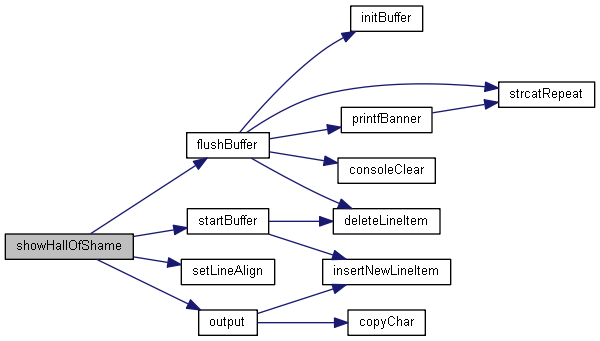 initBuffer
strcatRepeat
printfBanner
flushBuffer
consoleClear
startBuffer
deleteLineItem
showHallOfShame
setLineAlign
insertNewLineItem
output
copyChar